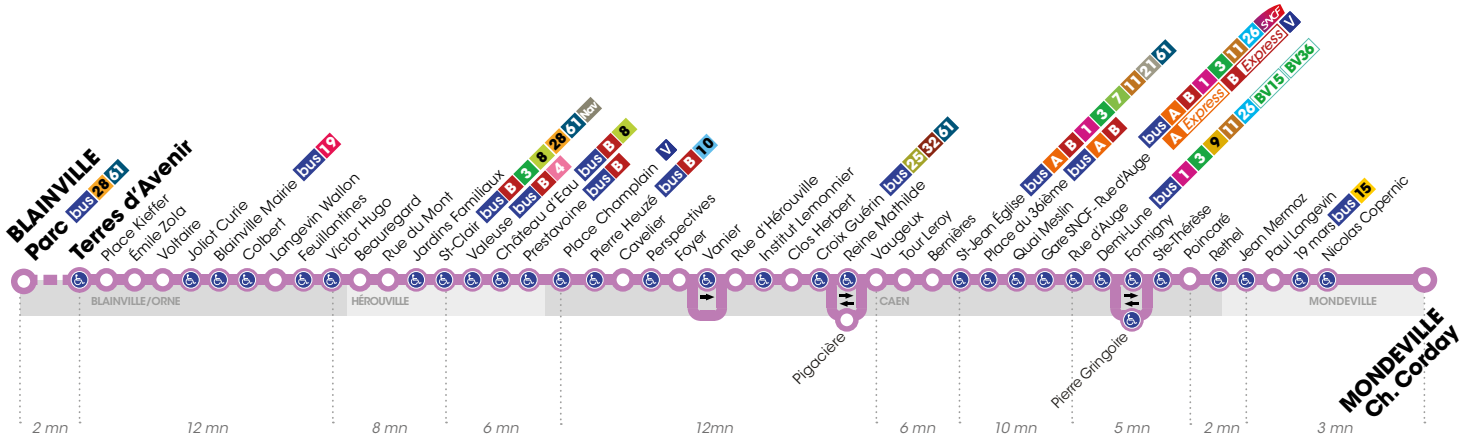 BLAINVILLE
Parc
bus 28 61
Terres d'Avenir
Place Kieffer
Émile Zola
Voltaire
Joliot Curie
Blainville Mairie bus 19
Colbert
Langevin Wallon
Feuillantines
Victor Hugo
Beauregard
Rue du Mont
Jardins Familiaux
St-Clair bus B 3 8 28 61 Nav
Valeuse bus B 4
Château d'Eau bus B 8
Prestavoine bus B
Place Champlain V
Pierre Heuzé bus B 10
Cavelier
Perspectives
Foyer
Vanier
Rue d'Hérouville
Institut Lemonnier
Clos Herbert
Croix Guérin bus 25 32 61
Reine Mathilde
Vaugeux
Tour Leroy
Bernières
St-Jean Église bus A B 1 3 7 11 21 61
Place du 36ième bus A B
Quai Meslin
Gare SNCF - Rue d'Auge bus A B 1 3 11 26 SNCF
A Express B Express V
Rue d'Auge
Demi-Lune bus 1 3 9 11 26 BV15 BV36
Formigny
Ste-Thérèse
Poincaré
Rethel
Jean Mermoz
Paul Langevin
19 mars bus 15
Nicolas Copernic
BLAINVILLE/ORNE
HÉROUVILLE
CAEN
MONDEVILLE
Pigacière
Pierre Gringoire
MONDEVILLE
Ch. Corday
2 mn
12 mn
8 mn
6 mn
12mn
6 mn
10 mn
5 mn
2 mn
3 mn